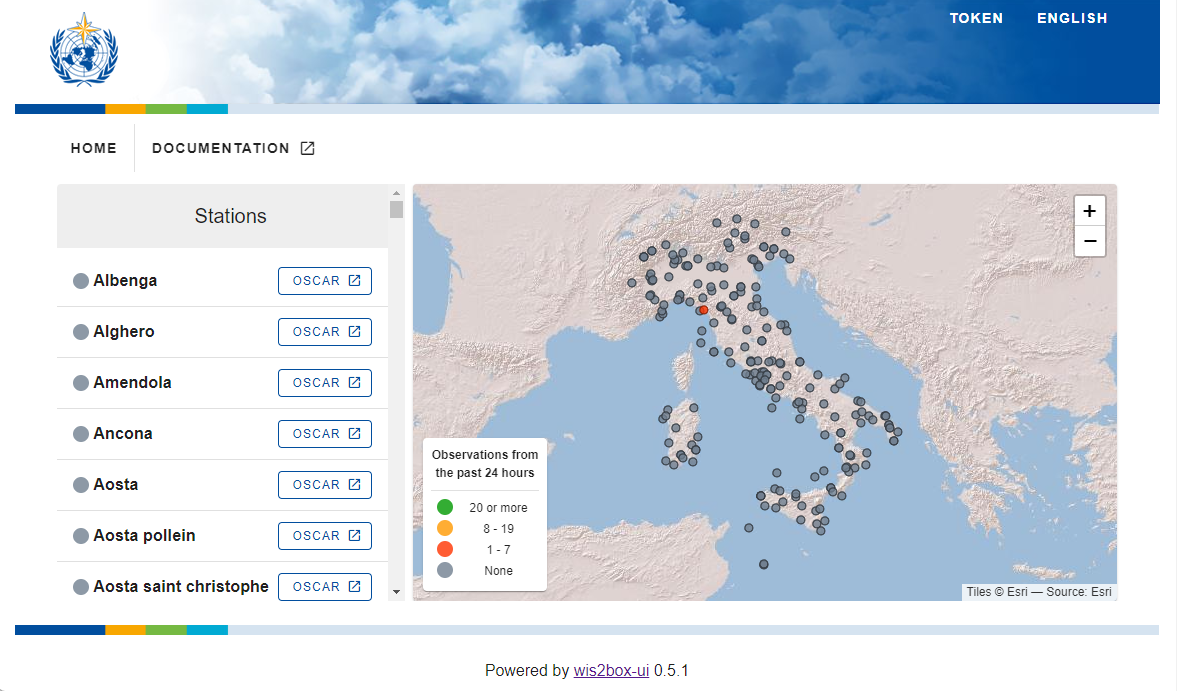 TOKEN ENGLISH
HOME DOCUMENTATION
Stations
Albenga OSCAR
Alghero OSCAR
Amendola OSCAR
Ancona OSCAR
Aosta OSCAR
Aosta pollein OSCAR
Aosta saint christophe OSCAR
+
−
Observations from
the past 24 hours
20 or more
8 - 19
1 - 7
None
Tiles © Esri — Source: Esri
Powered by wis2box-ui 0.5.1